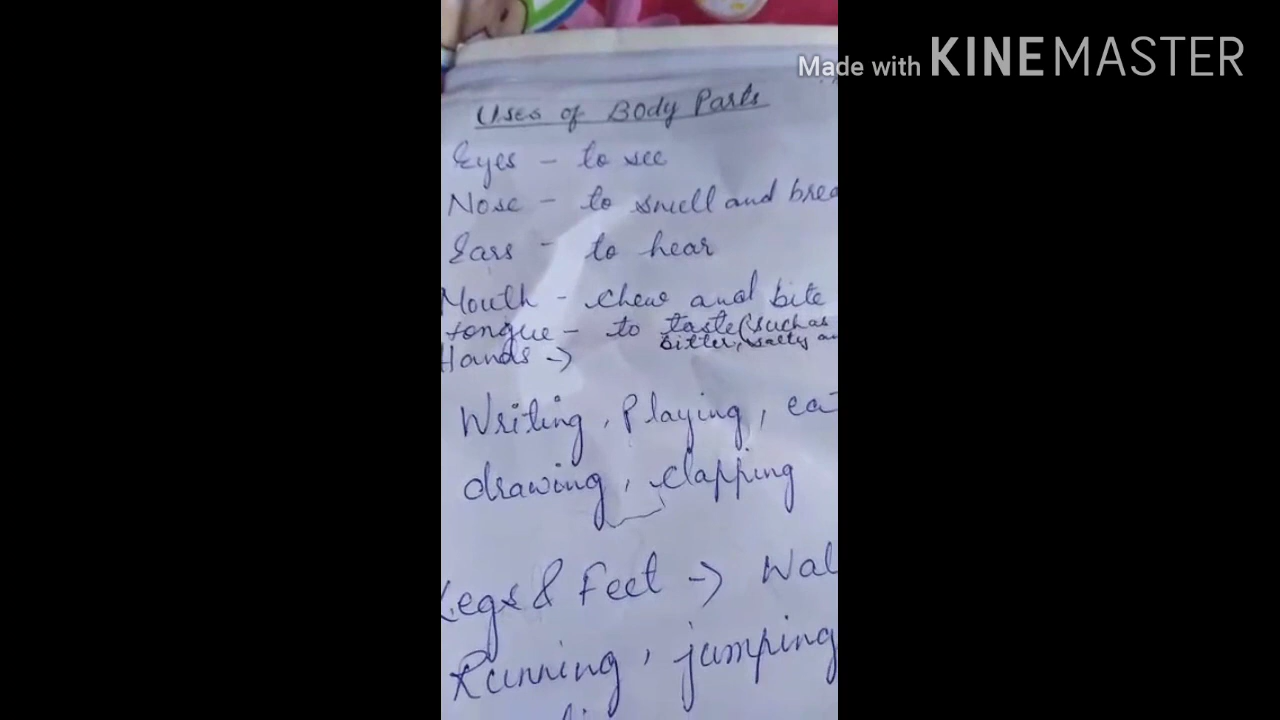 Made with KINEMASTER
Uses of Body Parts
Eyes - to see
Nose - to smell and brea
Ears - to hear
Mouth - chew and bite
tongue - to taste (such as
bitter, salty
Hands →
Writing, Playing, ea
drawing, clapping
Legs & Feet → Wal
Running, jumping